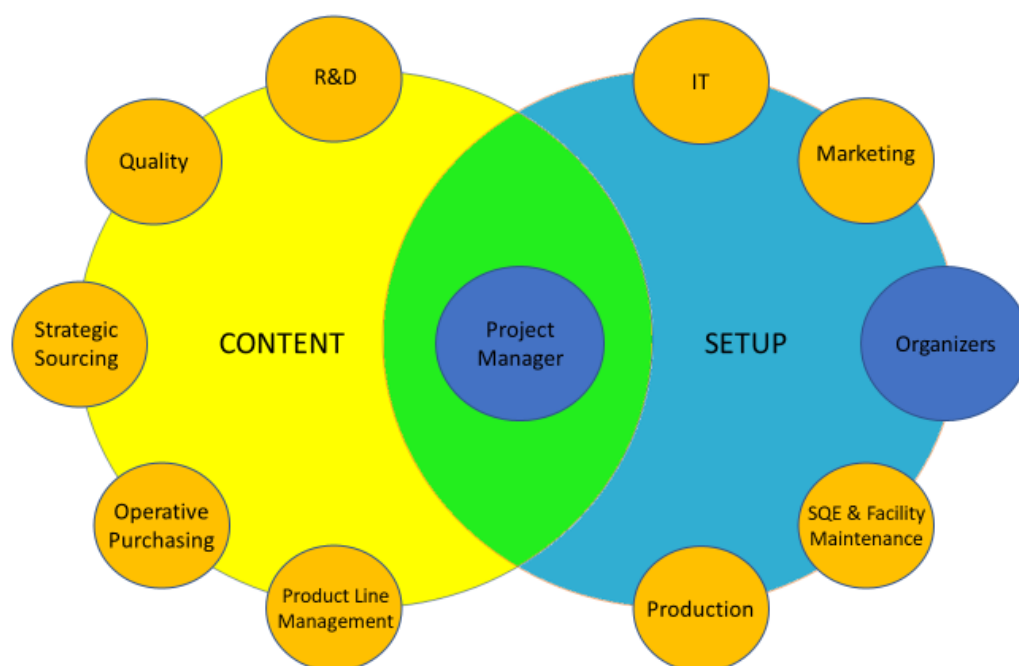 R&D
IT
Quality
Marketing
Strategic
Sourcing
CONTENT
Project
Manager
SETUP
Organizers
Operative
Purchasing
SQE & Facility
Maintenance
Product Line
Management
Production